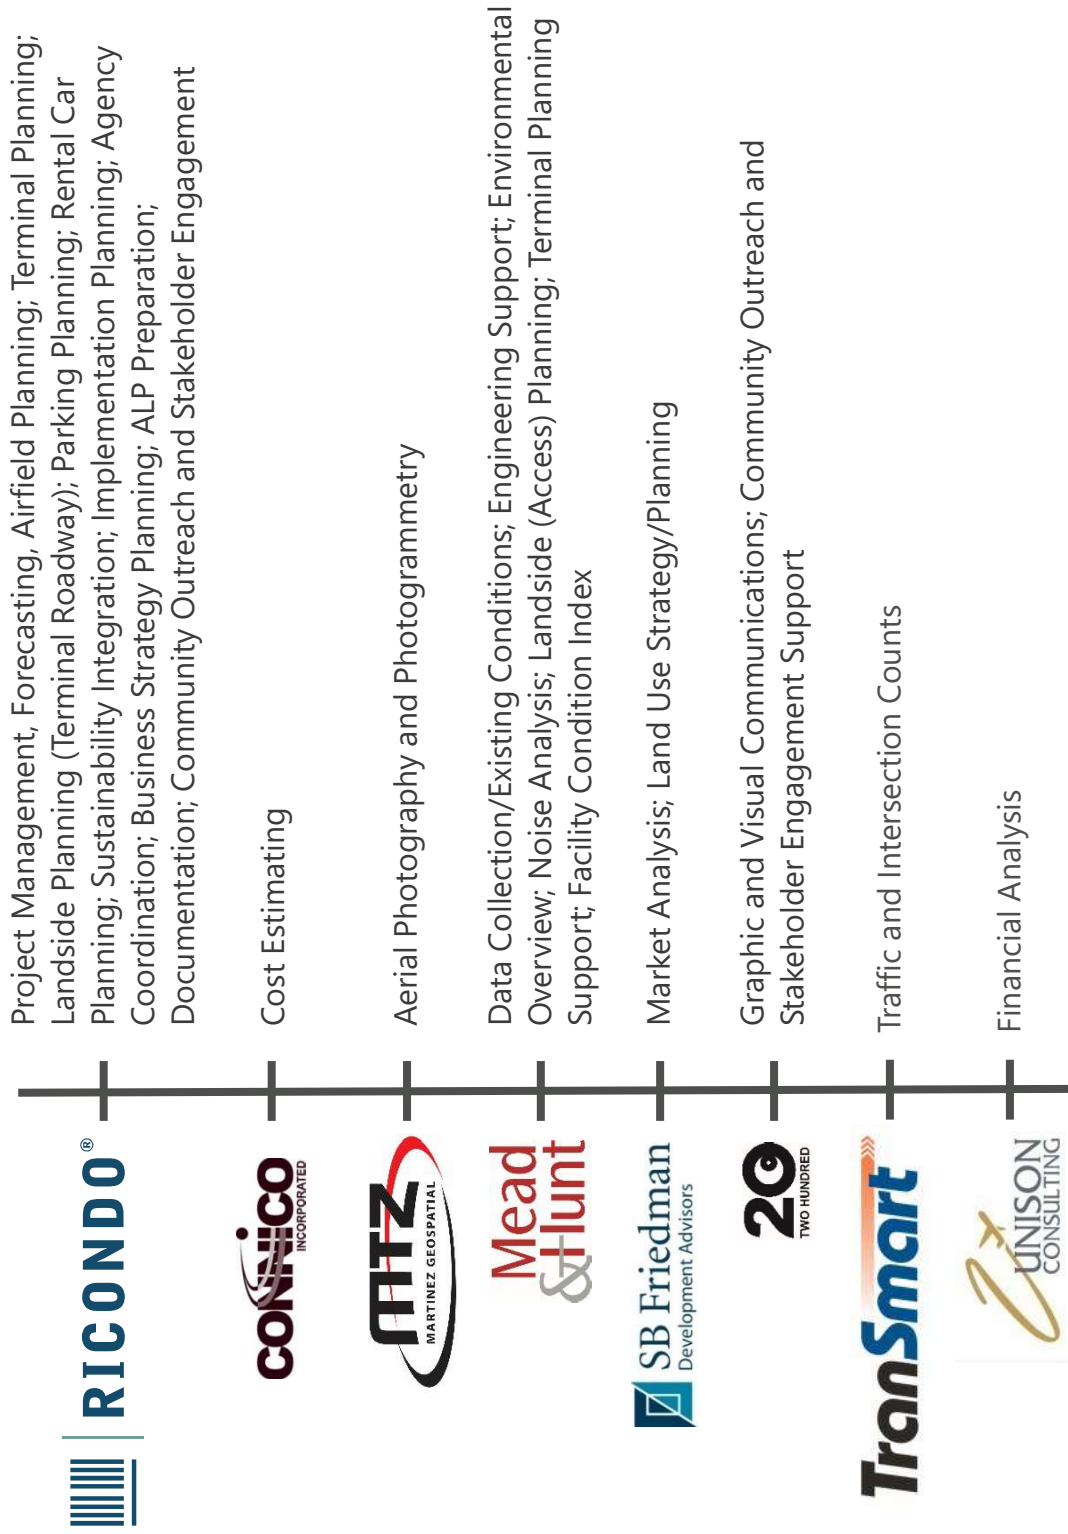 RICONDO®
Project Management, Forecasting, Airfield Planning; Terminal Planning;
Landside Planning (Terminal Roadway); Parking Planning; Rental Car
Planning; Sustainability Integration; Implementation Planning; Agency
Coordination; Business Strategy Planning; ALP Preparation;
Documentation; Community Outreach and Stakeholder Engagement
CONNICO
INCORPORATED
Cost Estimating
MTZ
MARTINEZ GEOSPATIAL
Aerial Photography and Photogrammetry
Mead
&Hunt
Data Collection/Existing Conditions; Engineering Support; Environmental
Overview; Noise Analysis; Landside (Access) Planning; Terminal Planning
Support; Facility Condition Index
SB Friedman
Development Advisors
Market Analysis; Land Use Strategy/Planning
20
TWO HUNDRED
Graphic and Visual Communications; Community Outreach and
Stakeholder Engagement Support
TranSmart
Traffic and Intersection Counts
UNISON
CONSULTING
Financial Analysis